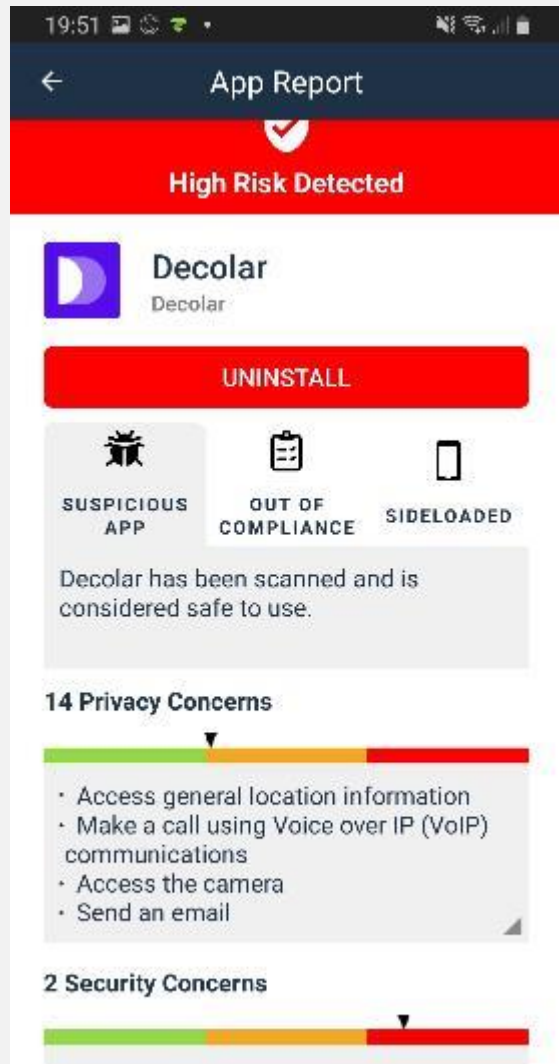 19:51
App Report
High Risk Detected
Decolar
Decolar
UNINSTALL
SUSPICIOUS
APP
OUT OF
COMPLIANCE
SIDELOADED
Decolar has been scanned and is
considered safe to use.
14 Privacy Concerns
· Access general location information
· Make a call using Voice over IP (VoIP)
communications
· Access the camera
· Send an email
2 Security Concerns